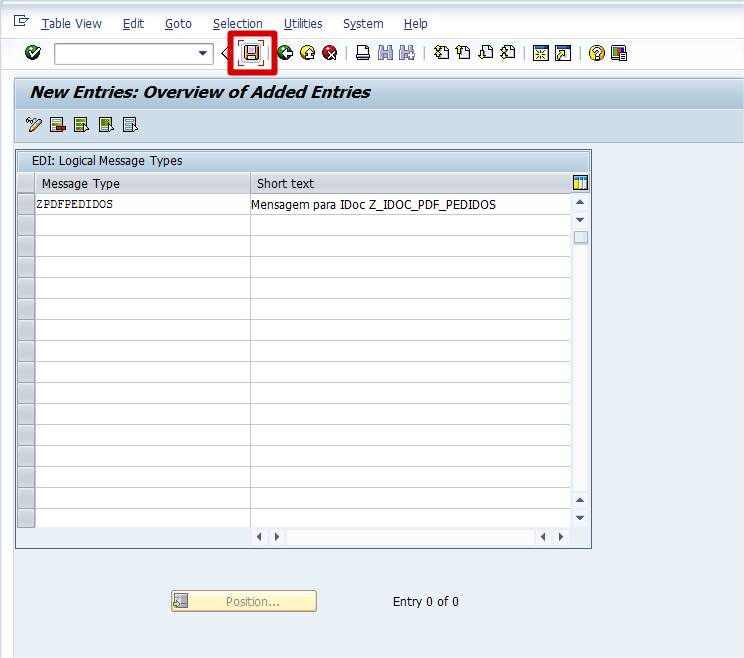 Table View Edit Goto Selection Utilities System Help
New Entries: Overview of Added Entries
EDI: Logical Message Types
Message Type Short text
ZPDFPEDIDOS Mensagem para IDoc Z_IDOC_PDF_PEDIDOS
Position... Entry 0 of 0